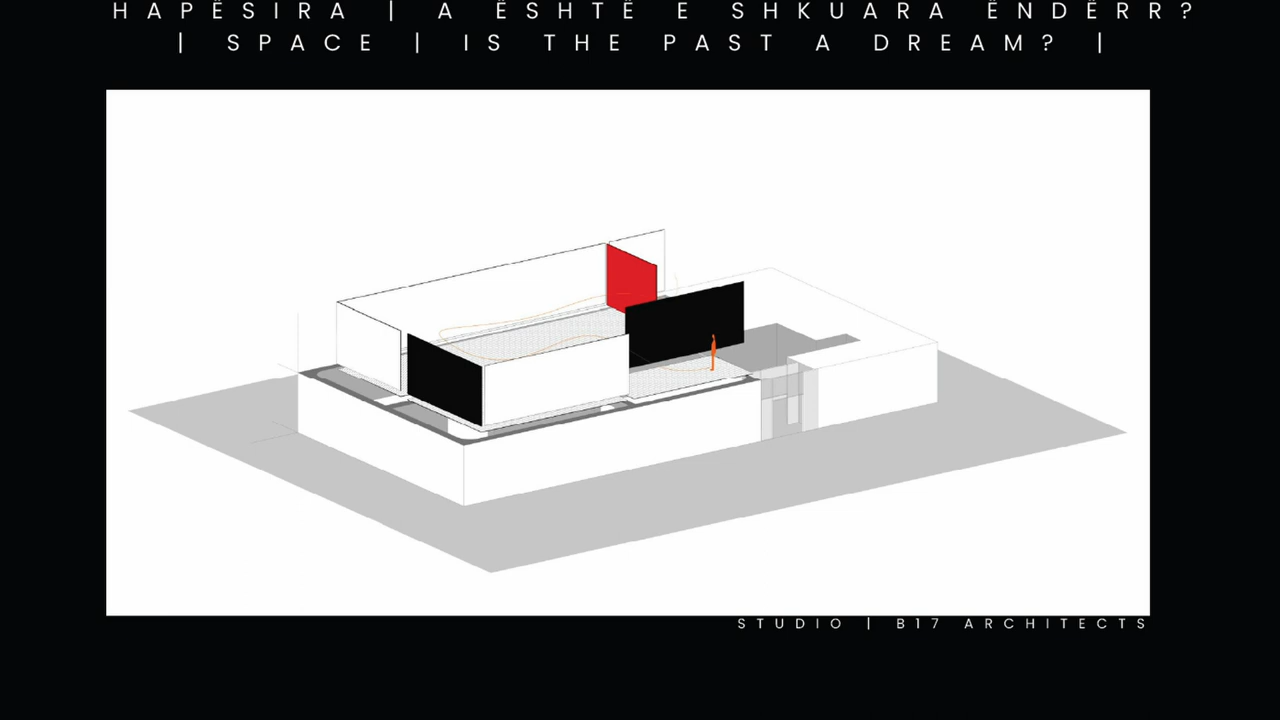 HAPËSIRA | A ËSHTË E SHKUARA ËNDËRR?
| SPACE | IS THE PAST A DREAM? |
STUDIO | B17 ARCHITECTS